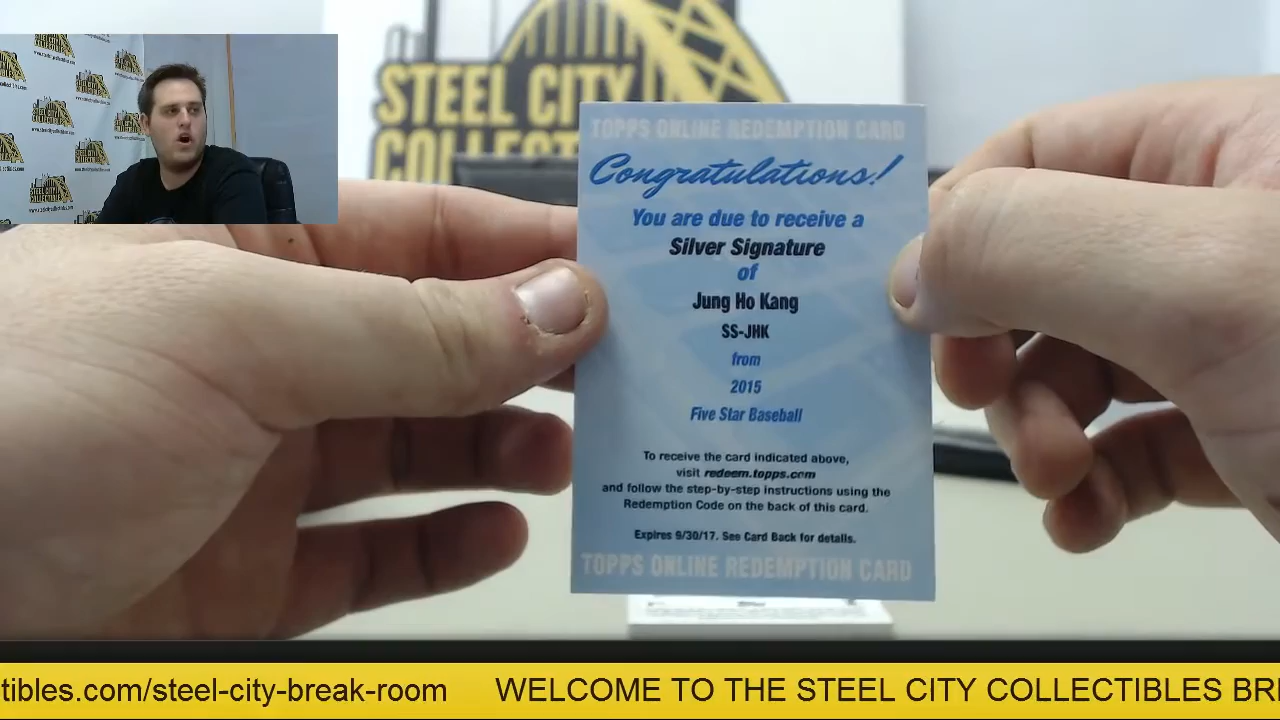 STEEL CITY
TOPPS ONLINE REDEMPTION CARD
Congratulations!
You are due to receive a
Silver Signature
of
Jung Ho Kang
SS-JHK
from
2015
Five Star Baseball
To receive the card indicated above,
visit redeem.topps.com
and follow the step-by-step instructions using the
Redemption Code on the back of this card.
Expires 9/30/17. See Card Back for details.
TOPPS ONLINE REDEMPTION CARD
tibles.com/steel-city-break-room WELCOME TO THE STEEL CITY COLLECTIBLES BR